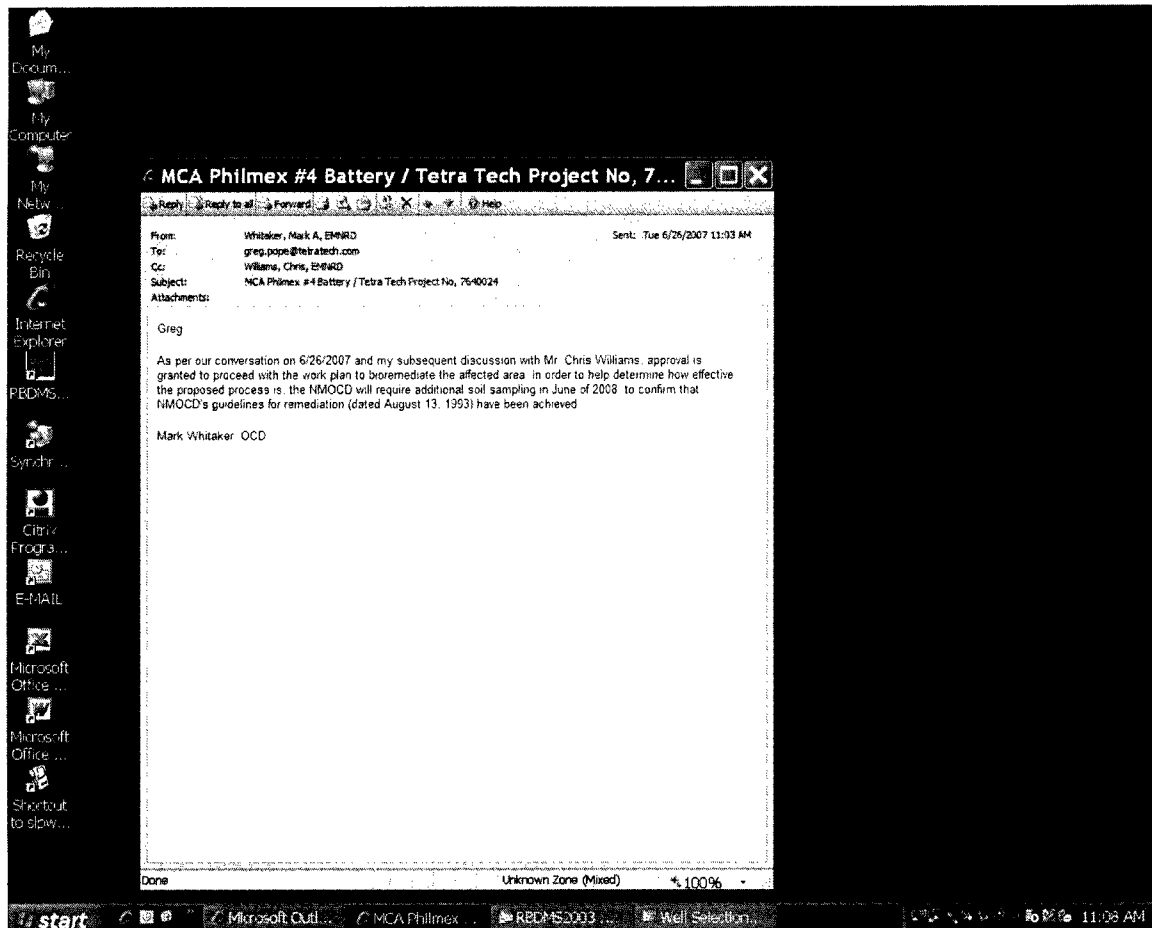 My
Docum...
My
Computer
My
Netw...
Recycle
Bin
Internet
Explorer
Synchr...
Citrix
Progra...
E-MAIL
Microsoft
Office ...
Microsoft
Office ...
Shortcut
to slow...
MCA Philmex #4 Battery / Tetra Tech Project No, 7...
Reply Reply to all Forward Help
From: Whitaker, Mark A, EMNRD Sent: Tue 6/26/2007 11:03 AM
To: greg.pope@tetratech.com
Cc: Williams, Chris, EMNRD
Subject: MCA Philmex #4 Battery / Tetra Tech Project No, 7640024
Attachments:
Greg
As per our conversation on 6/26/2007 and my subsequent discussion with Mr. Chris Williams, approval is
granted to proceed with the work plan to bioremediate the affected area in order to help determine how effective
the proposed process is, the NMOCD will require additional soil sampling in June of 2008 to confirm that
NMOCD's guidelines for remediation (dated August 13, 1993) have been achieved
Mark Whitaker OCD
Done Unknown Zone (Mixed) 100%
start Microsoft Outl... MCA Philmex ... RBDMS2003 ... Well Selection... 11:08 AM